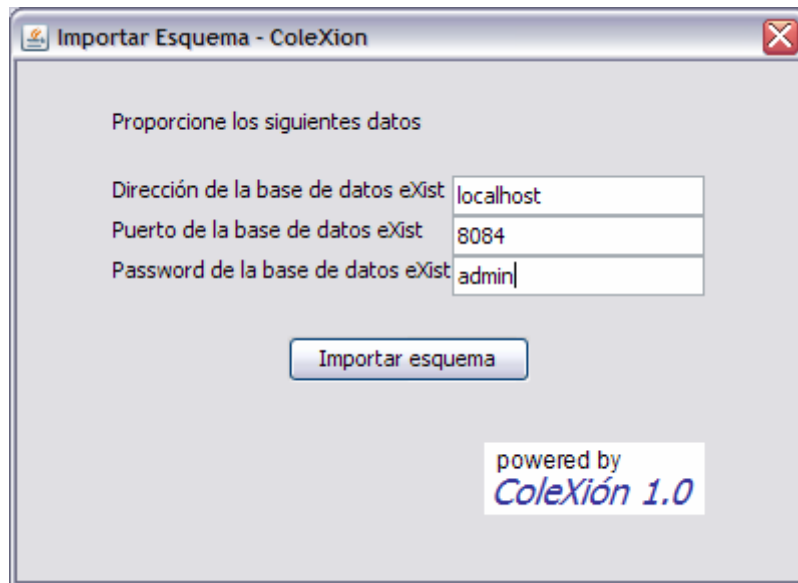 Importar Esquema - ColeXion
Proporcione los siguientes datos
Dirección de la base de datos eXist localhost
Puerto de la base de datos eXist 8084
Password de la base de datos eXist admin
Importar esquema
powered by
ColeXión 1.0